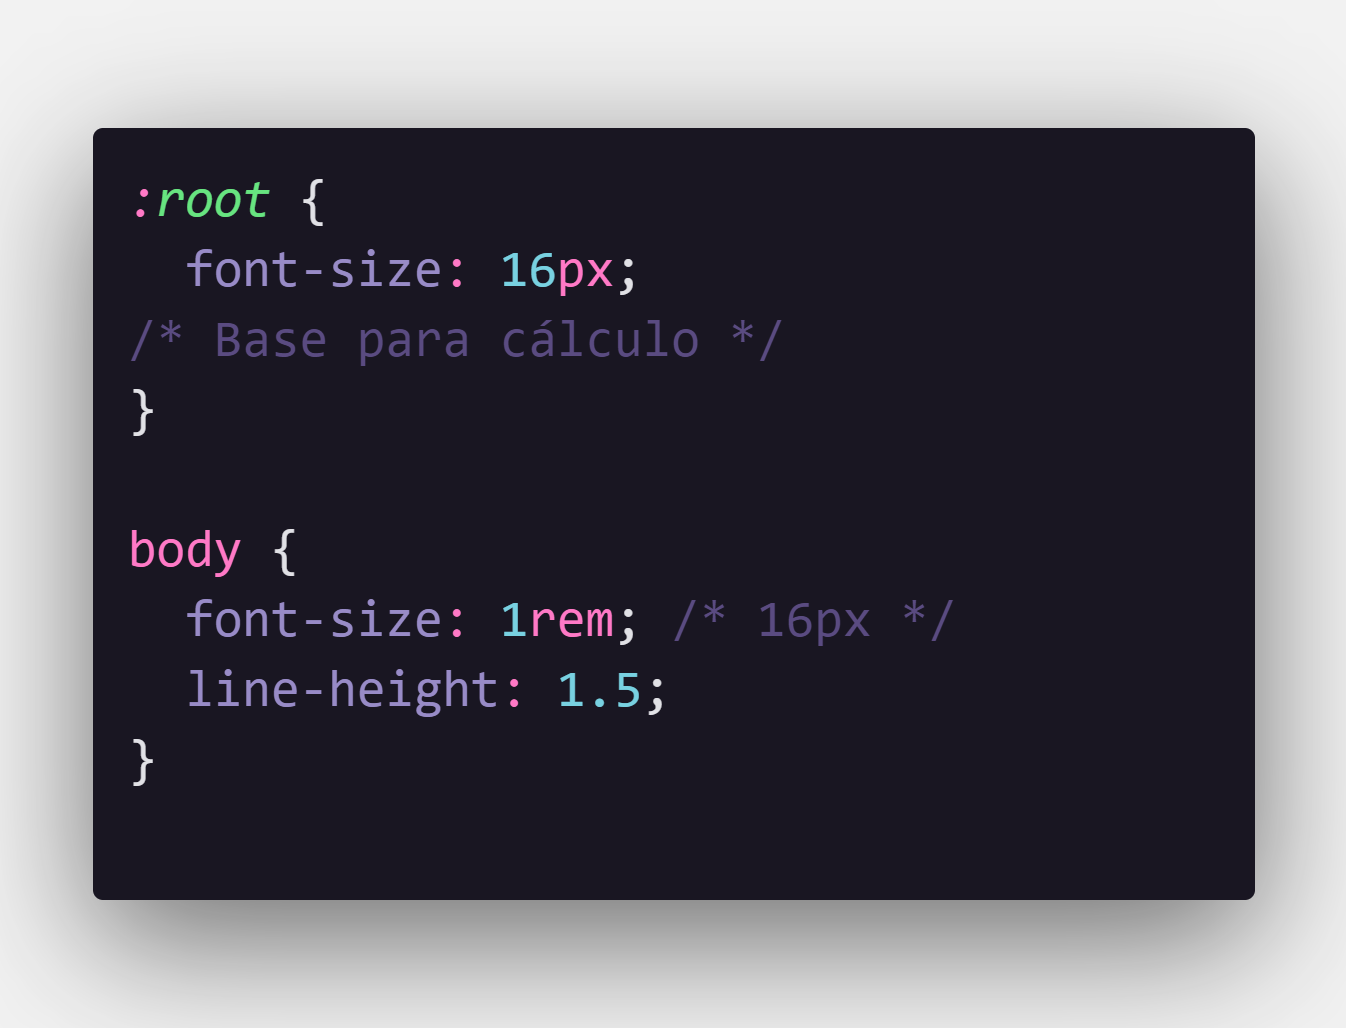 :root {
  font-size: 16px;
/* Base para cálculo */
}

body {
  font-size: 1rem; /* 16px */
  line-height: 1.5;
}